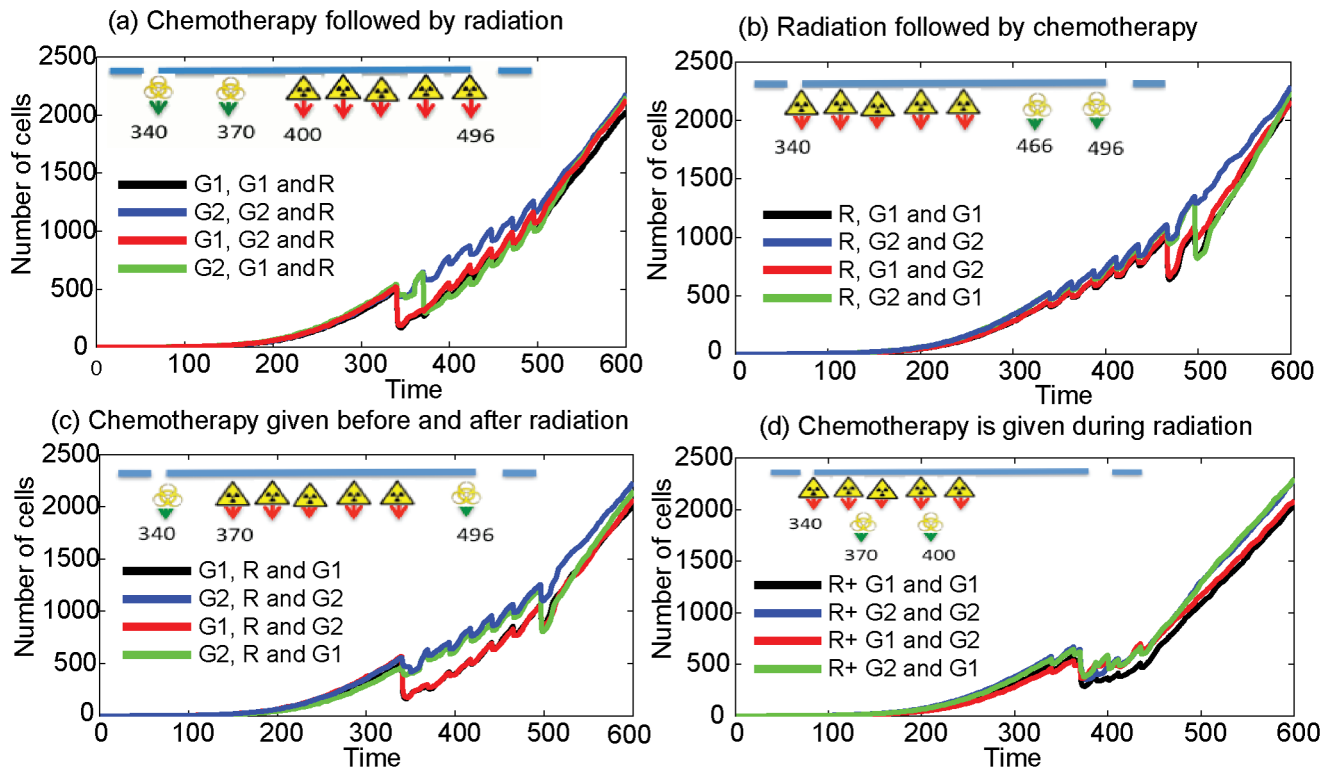 (a) Chemotherapy followed by radiation
Number of cells
2500
2000
1500
1000
500
0
340
370
400
496
G1, G1 and R
G2, G2 and R
G1, G2 and R
G2, G1 and R
0
100
200
300
400
500
600
Time
(b) Radiation followed by chemotherapy
Number of cells
2500
2000
1500
1000
500
0
340
466
496
R, G1 and G1
R, G2 and G2
R, G1 and G2
R, G2 and G1
0
100
200
300
400
500
600
Time
(c) Chemotherapy given before and after radiation
Number of cells
2500
2000
1500
1000
500
0
340
370
496
G1, R and G1
G2, R and G2
G1, R and G2
G2, R and G1
0
100
200
300
400
500
600
Time
(d) Chemotherapy is given during radiation
Number of cells
2500
2000
1500
1000
500
0
340
370
400
R+ G1 and G1
R+ G2 and G2
R+ G1 and G2
R+ G2 and G1
0
100
200
300
400
500
600
Time